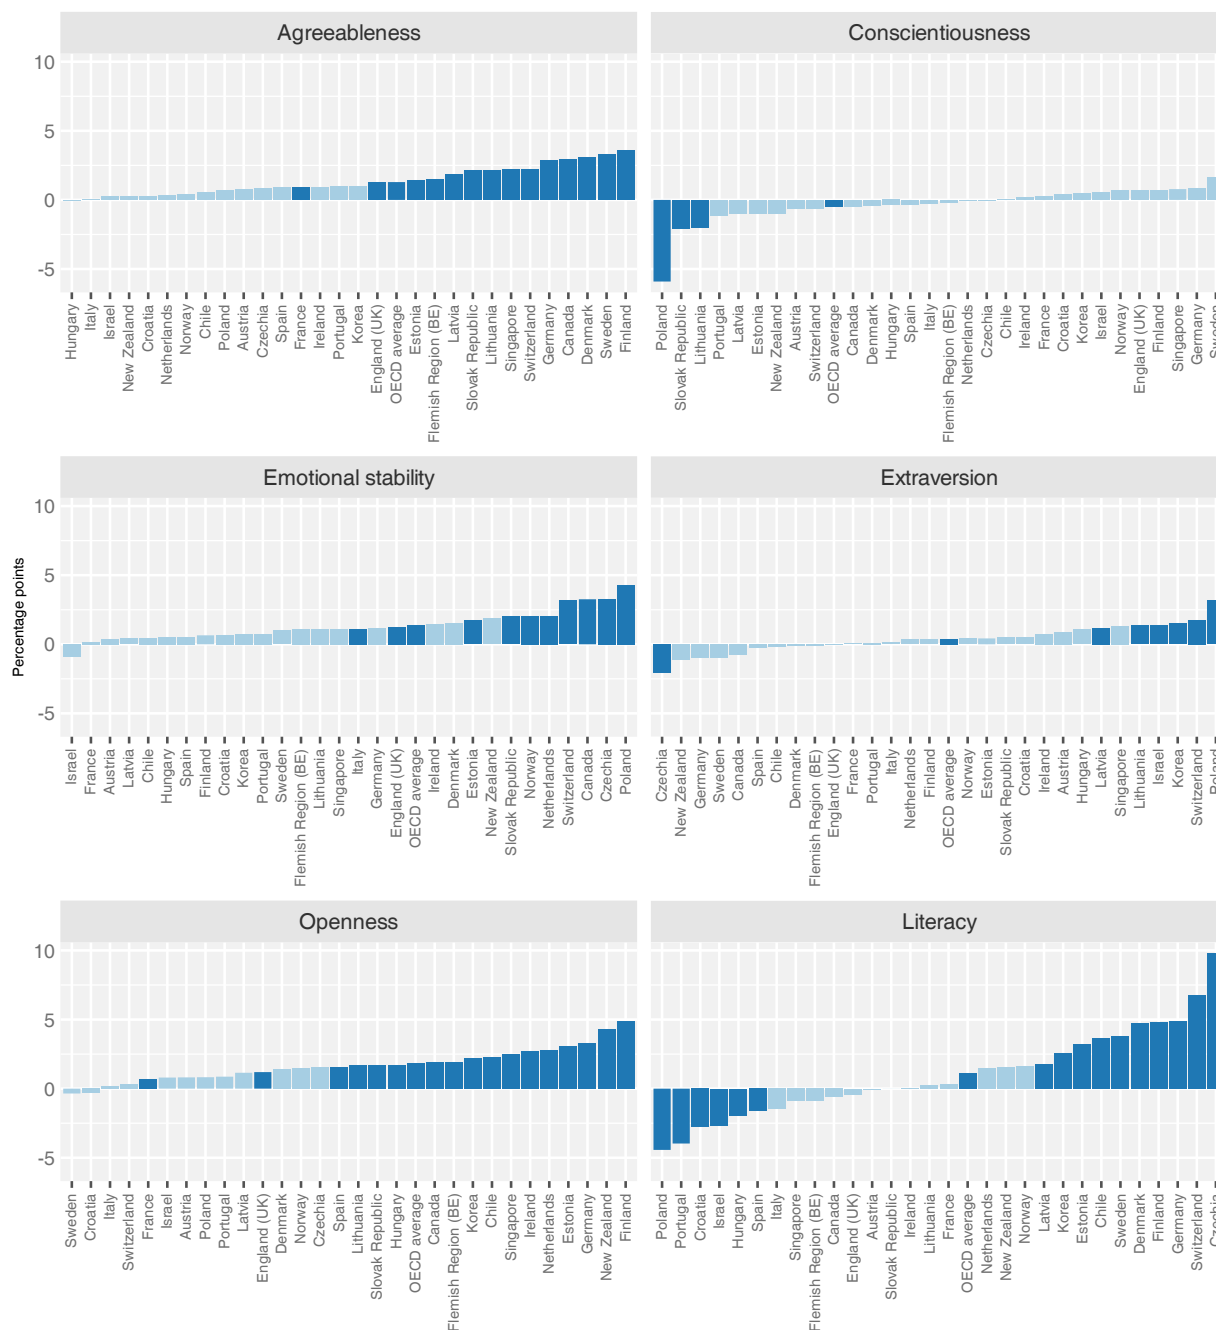 Agreeableness
Conscientiousness
10
5
0
-5
Hungary
Italy
Israel
New Zealand
Croatia
Netherlands
Norway
Chile
Poland
Austria
Czechia
Spain
France
Ireland
Portugal
Korea
England (UK)
OECD average
Estonia
Flemish Region (BE)
Latvia
Slovak Republic
Lithuania
Singapore
Switzerland
Germany
Canada
Denmark
Sweden
Finland
Poland
Slovak Republic
Lithuania
Portugal
Latvia
Estonia
New Zealand
Austria
Switzerland
OECD average
Canada
Denmark
Hungary
Spain
Italy
Flemish Region (BE)
Netherlands
Czechia
Chile
Ireland
France
Croatia
Korea
Israel
Norway
England (UK)
Finland
Singapore
Germany
Sweden
Percentage points
Emotional stability
Extraversion
10
5
0
-5
Israel
France
Austria
Latvia
Chile
Hungary
Spain
Finland
Croatia
Korea
Portugal
Sweden
Flemish Region (BE)
Lithuania
Singapore
Italy
Germany
England (UK)
OECD average
Ireland
Denmark
Estonia
New Zealand
Slovak Republic
Norway
Netherlands
Switzerland
Canada
Czechia
Poland
Czechia
New Zealand
Germany
Sweden
Canada
Spain
Chile
Denmark
Flemish Region (BE)
England (UK)
France
Portugal
Italy
Netherlands
Finland
OECD average
Norway
Estonia
Slovak Republic
Croatia
Ireland
Austria
Hungary
Latvia
Singapore
Lithuania
Israel
Korea
Switzerland
Poland
Openness
Literacy
10
5
0
-5
Sweden
Croatia
Italy
Switzerland
France
Israel
Austria
Poland
Portugal
Latvia
England (UK)
Denmark
Norway
Czechia
Spain
Lithuania
Slovak Republic
Hungary
OECD average
Canada
Flemish Region (BE)
Korea
Chile
Singapore
Ireland
Netherlands
Estonia
Germany
New Zealand
Finland
Poland
Portugal
Croatia
Israel
Hungary
Spain
Italy
Singapore
Flemish Region (BE)
Canada
England (UK)
Austria
Slovak Republic
Ireland
Lithuania
France
OECD average
Netherlands
New Zealand
Norway
Latvia
Korea
Estonia
Chile
Sweden
Denmark
Finland
Germany
Switzerland
Czechia